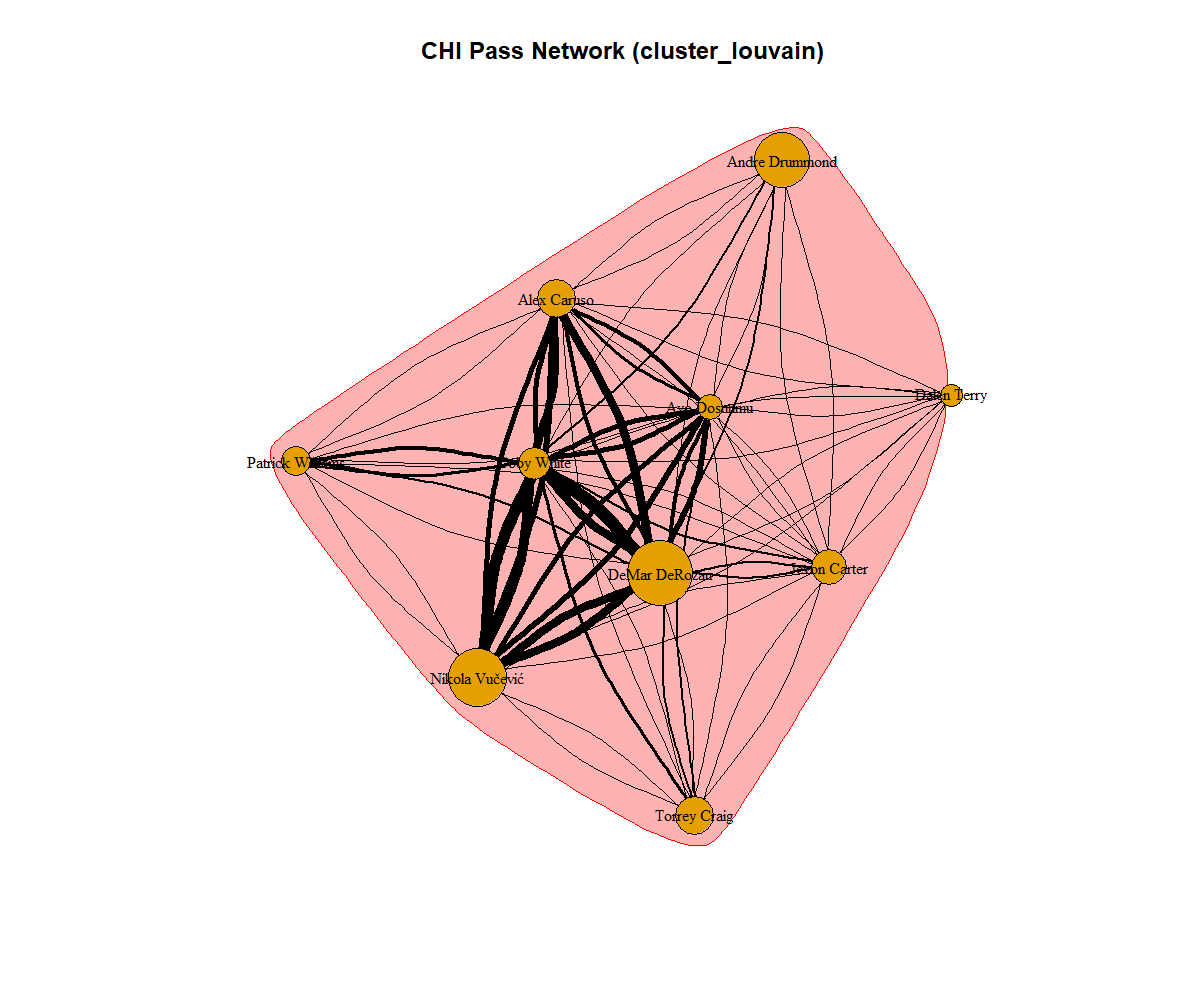 CHI Pass Network (cluster_louvain)
Andre Drummond
Alex Caruso
Dalen Terry
Ayo Dosunmu
Patrick Williams
Coby White
Jevon Carter
DeMar DeRozan
Nikola Vučević
Torrey Craig